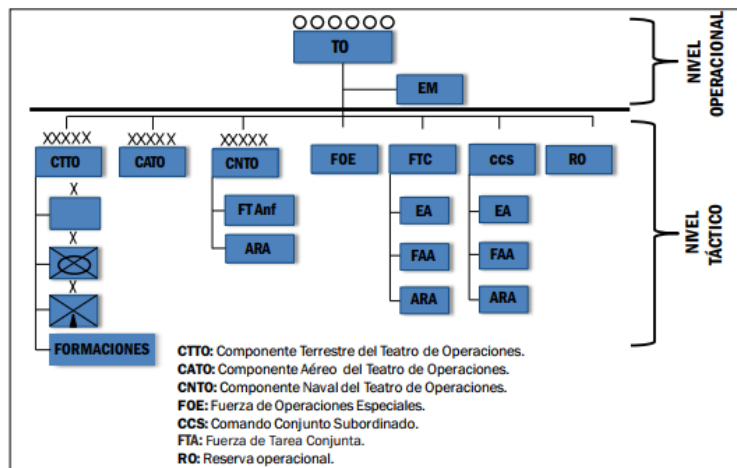 TO
EM
NIVEL
OPERACIONAL
XXXXX
XXXXX
XXXXX
CTTO
CATO
CNTO
FOE
FTC
ccs
RO
X
FT Anf
EA
EA
X
ARA
FAA
FAA
X
ARA
ARA
FORMACIONES
NIVEL
TÁCTICO
CTTO: Componente Terrestre del Teatro de Operaciones.
CATO: Componente Aéreo del Teatro de Operaciones.
CNTO: Componente Naval del Teatro de Operaciones.
FOE: Fuerza de Operaciones Especiales.
CCS: Comando Conjunto Subordinado.
FTA: Fuerza de Tarea Conjunta.
RO: Reserva operacional.